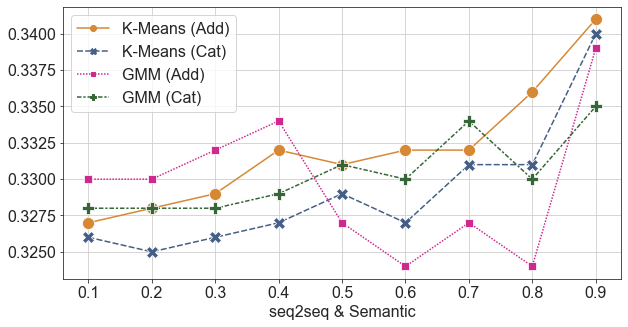 K-Means (Add)
K-Means (Cat)
GMM (Add)
GMM (Cat)
0.3400
0.3375
0.3350
0.3325
0.3300
0.3275
0.3250
0.1 0.2 0.3 0.4 0.5 0.6 0.7 0.8 0.9
seq2seq & Semantic